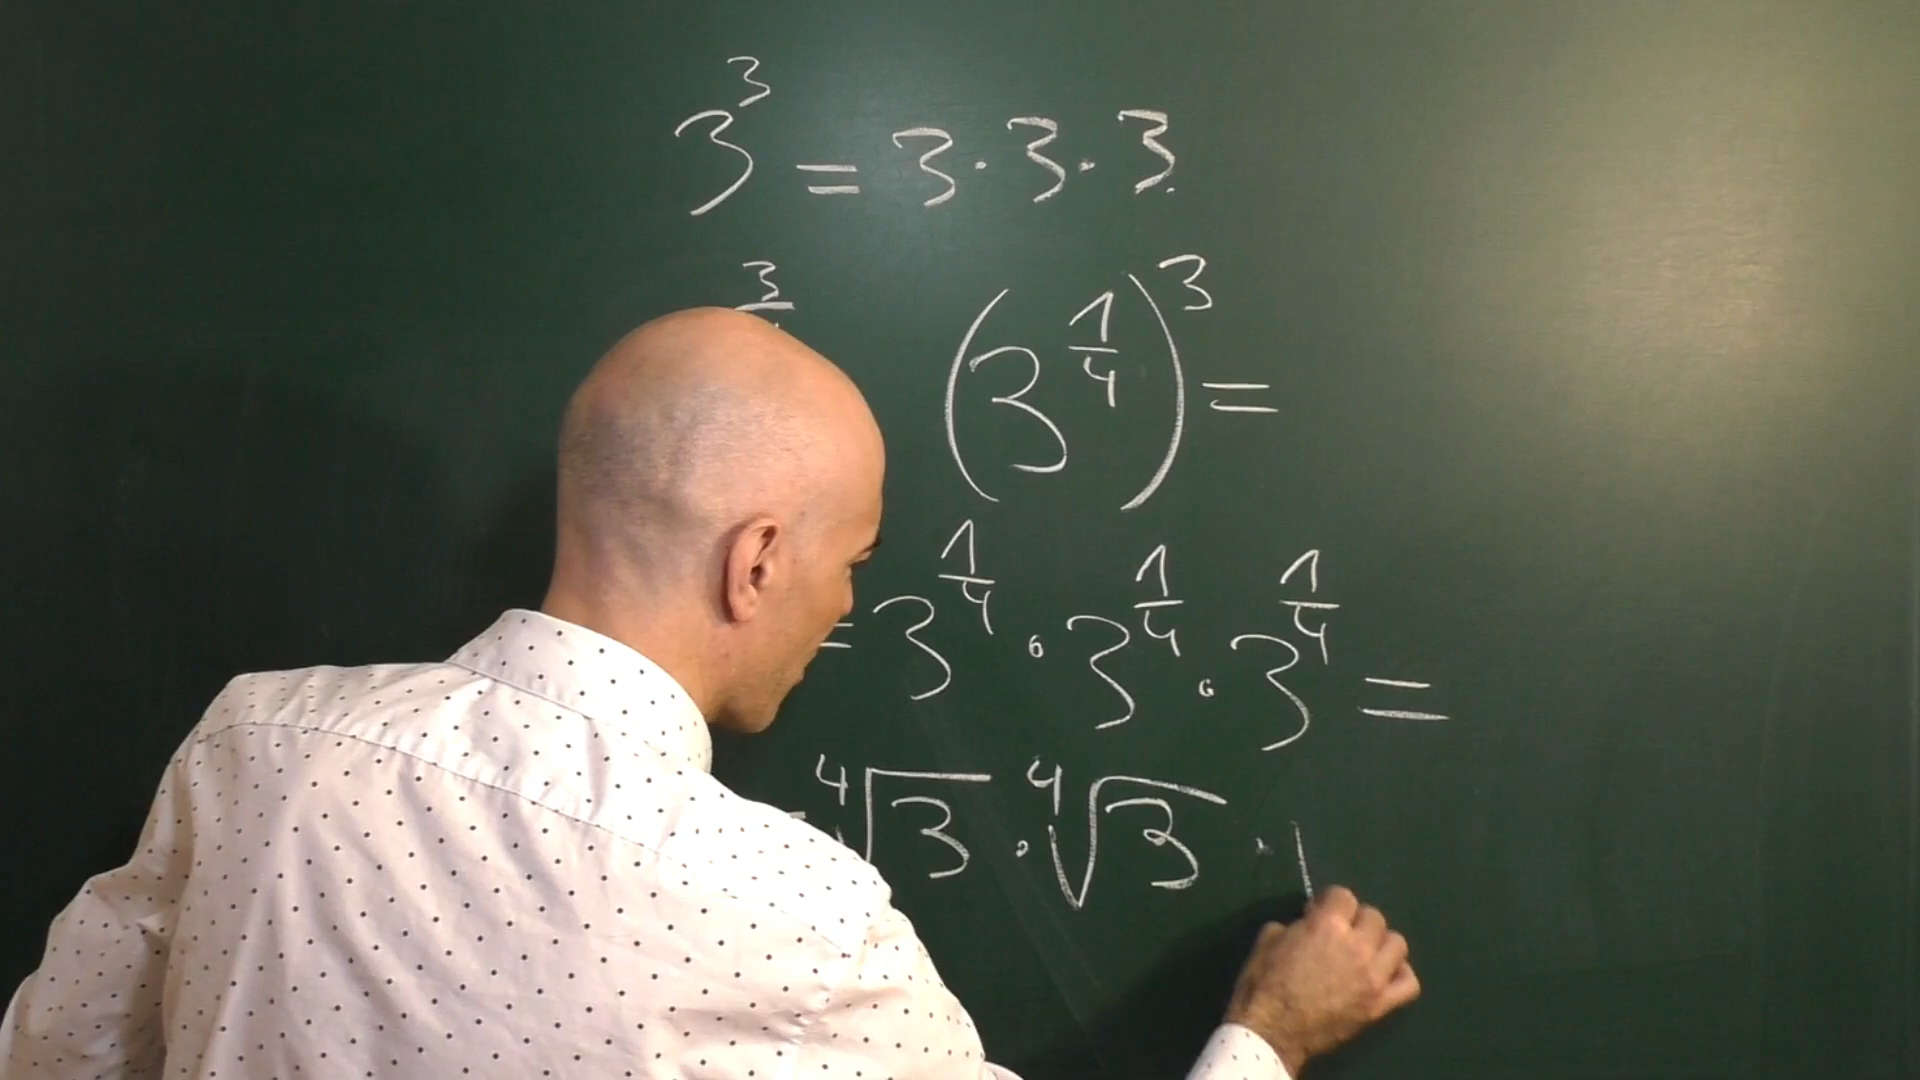 3³ = 3 · 3 · 3
3 (3^(1/4))³ =
= 3^(1/4) · 3^(1/4) · 3^(1/4) =
⁴√3 · ⁴√3 ·